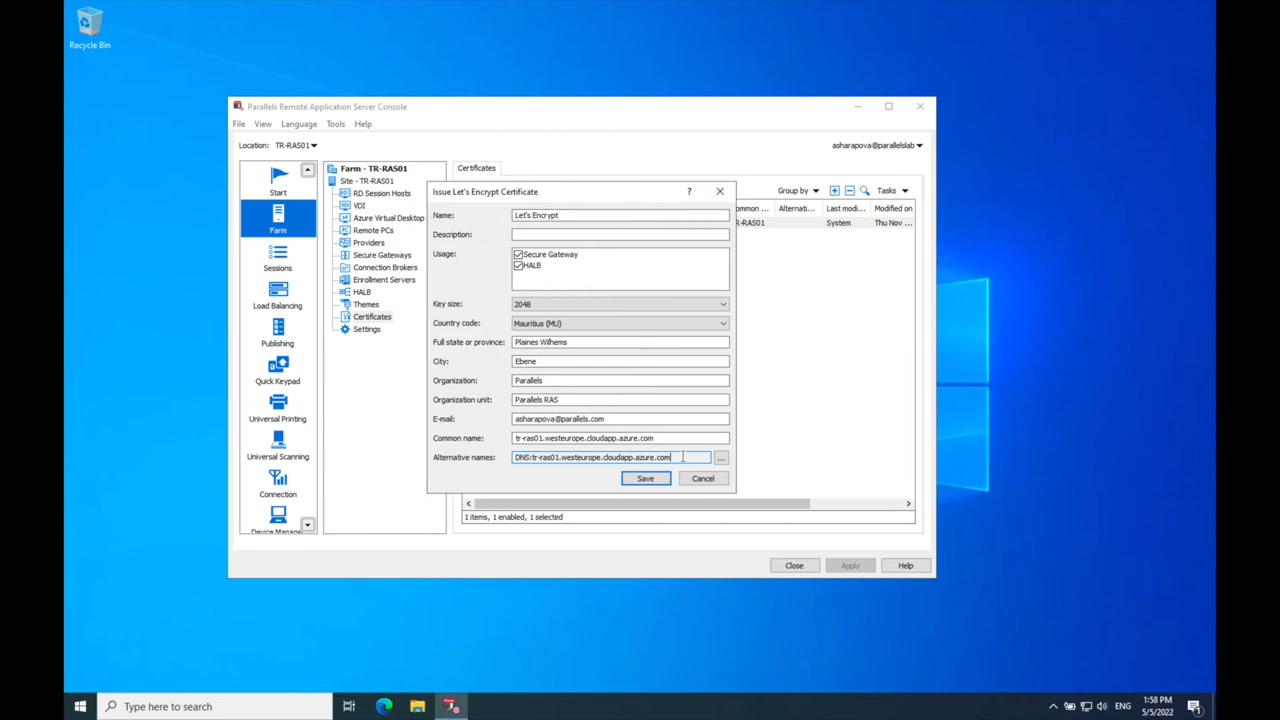 Recycle Bin
Parallels Remote Application Server Console
File View Language Tools Help
Location: TR-RAS01
asharapova@parallelslab
Start
Farm
Sessions
Load Balancing
Publishing
Quick Keypad
Universal Printing
Universal Scanning
Connection
Device Manag
Farm - TR-RAS01
Site - TR-RAS01
RD Session Hosts
VDI
Azure Virtual Desktop
Remote PCs
Providers
Secure Gateways
Connection Brokers
Enrollment Servers
HALB
Themes
Certificates
Settings
Certificates
Group by Tasks
ommon ... Alternati... Last modi... Modified on
R-RAS01 System Thu Nov ...
Issue Let's Encrypt Certificate ?
Name: Let's Encrypt
Description:
Usage: Secure Gateway
HALB
Key size: 2048
Country code: Mauritius (MU)
Full state or province: Plaines Wilhems
City: Ebene
Organization: Parallels
Organization unit: Parallels RAS
E-mail: asharapova@parallels.com
Common name: tr-ras01.westeurope.cloudapp.azure.com
Alternative names: DNS:tr-ras01.westeurope.cloudapp.azure.com ...
Save Cancel
1 items, 1 enabled, 1 selected
Close Apply Help
Type here to search
ENG
1:58 PM
5/5/2022
1